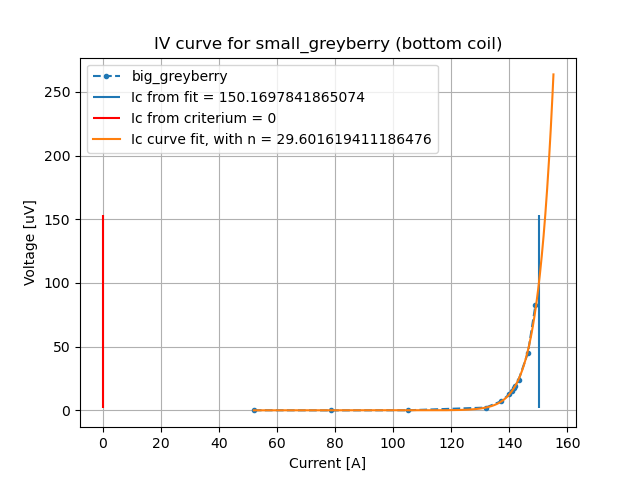 IV curve for small_greyberry (bottom coil)
big_greyberry
Ic from fit = 150.1697841865074
Ic from criterium = 0
Ic curve fit, with n = 29.601619411186476
Voltage [uV]
250
200
150
100
50
0
0 20 40 60 80 100 120 140 160
Current [A]